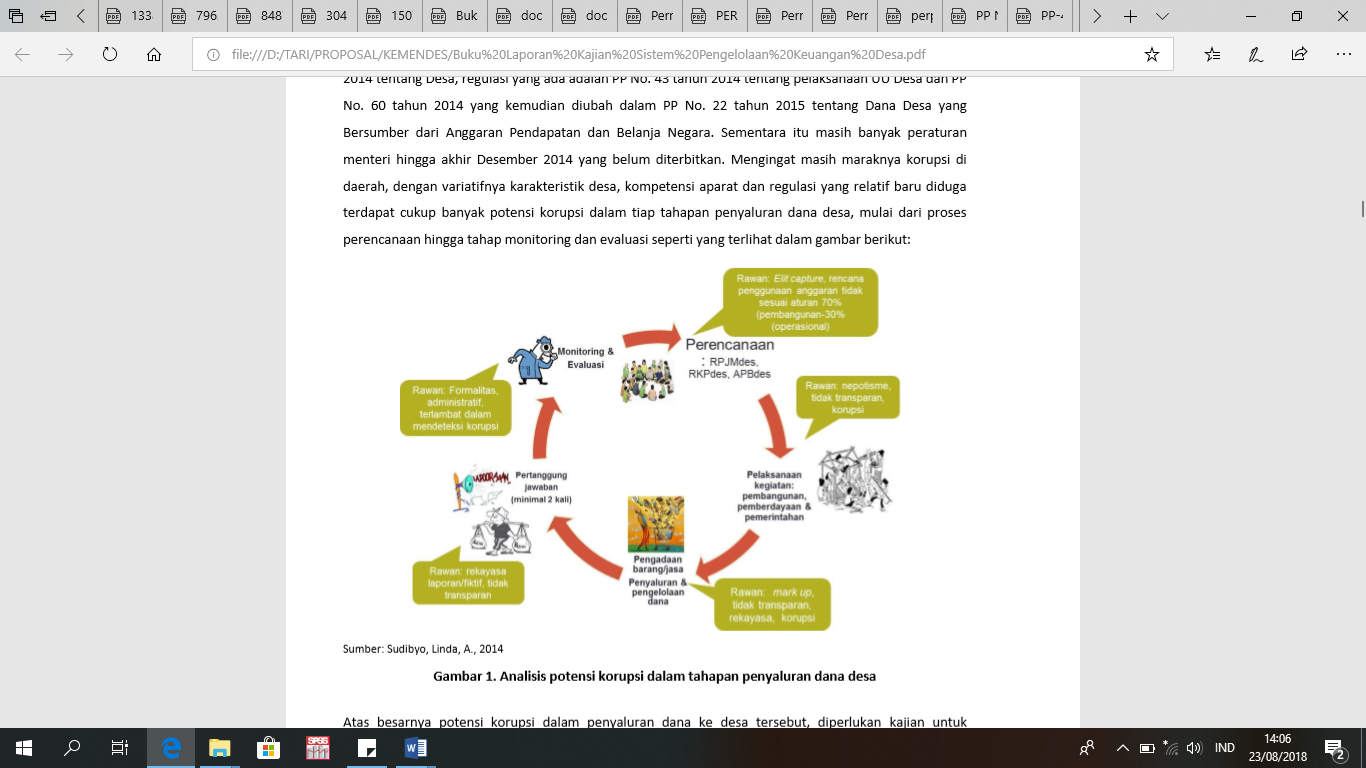 133
796
848
304
150
Buk
doc
doc
Perr
PER
Perr
Perr
perp
PP N
PP-4
file:///D:/TARI/PROPOSAL/KEMENDES/Buku%20Laporan%20Kajian%20Sistem%20Pengelolaan%20Keuangan%20Desa.pdf
2014 tentang Desa, regulasi yang ada adalah PP No. 43 tahun 2014 tentang pelaksanaan UU Desa dan PP
No. 60 tahun 2014 yang kemudian diubah dalam PP No. 22 tahun 2015 tentang Dana Desa yang
Bersumber dari Anggaran Pendapatan dan Belanja Negara. Sementara itu masih banyak peraturan
menteri hingga akhir Desember 2014 yang belum diterbitkan. Mengingat masih maraknya korupsi di
daerah, dengan variatifnya karakteristik desa, kompetensi aparat dan regulasi yang relatif baru diduga
terdapat cukup banyak potensi korupsi dalam tiap tahapan penyaluran dana desa, mulai dari proses
perencanaan hingga tahap monitoring dan evaluasi seperti yang terlihat dalam gambar berikut:
Rawan: Elit capture, rencana
penggunaan anggaran tidak
sesuai aturan 70%
(pembangunan-30%
(operasional)
Perencanaan
: RPJMdes,
RKPdes, APBdes
Monitoring &
Evaluasi
Rawan: Formalitas,
administratif,
terlambat dalam
mendeteksi korupsi
Rawan: nepotisme,
tidak transparan,
korupsi
Pelaksanaan
kegiatan:
pembangunan,
pemberdayaan &
pemerintahan
Pertanggung
jawaban
(minimal 2 kali)
Pengadaan
barang/jasa
Penyaluran &
pengelolaan
dana
Rawan: rekayasa
laporan/fiktif, tidak
transparan
Rawan: mark up,
tidak transparan,
rekayasa, korupsi
Sumber: Sudibyo, Linda, A., 2014
Gambar 1. Analisis potensi korupsi dalam tahapan penyaluran dana desa
Atas besarnya potensi korupsi dalam penyaluran dana ke desa tersebut, diperlukan kajian untuk
SPSS
IND
14:06
23/08/2018
2